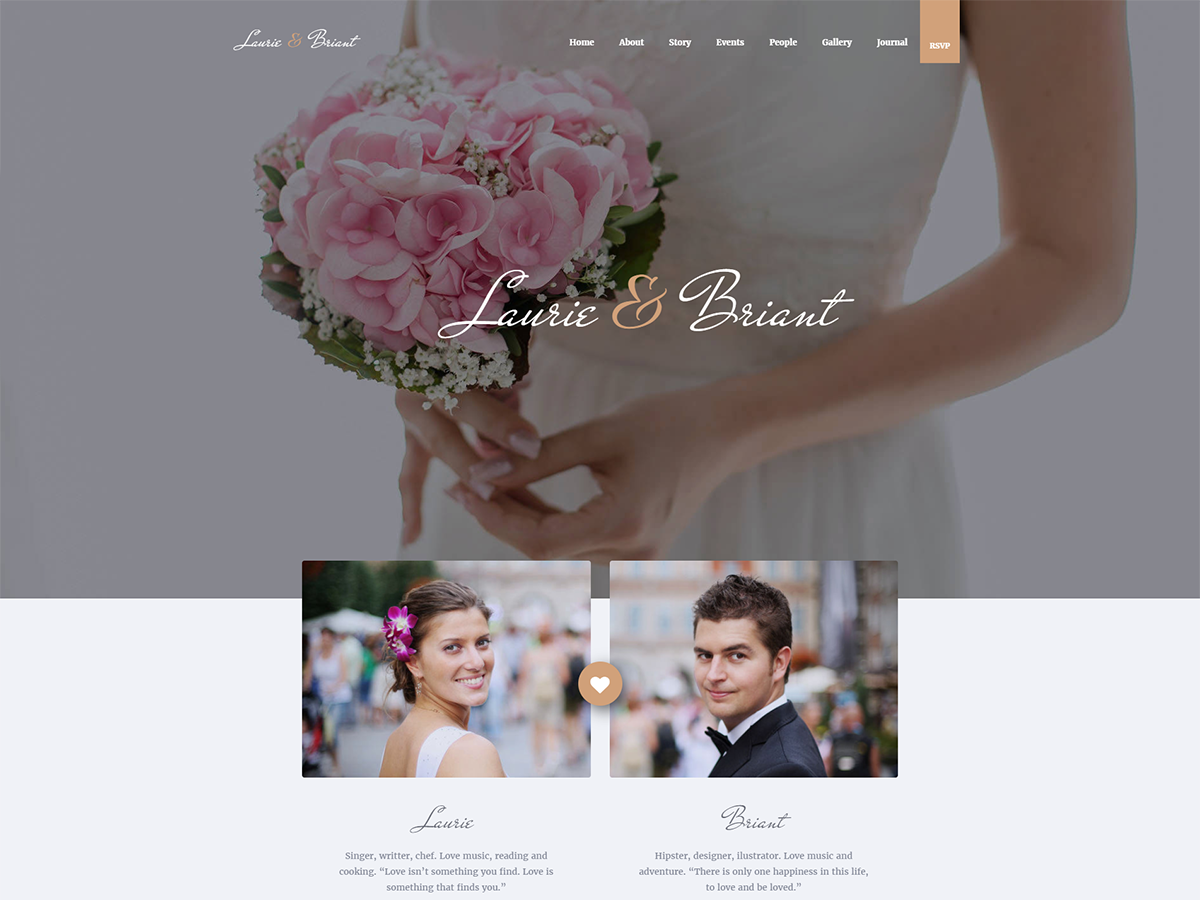 Laurie & Briant
Home About Story Events People Gallery Journal RSVP
Laurie & Briant
Laurie
Singer, writter, chef. Love music, reading and
cooking. “Love isn’t something you find. Love is
something that finds you.”
Briant
Hipster, designer, ilustrator. Love music and
adventure. “There is only one happiness in this life,
to love and be loved.”